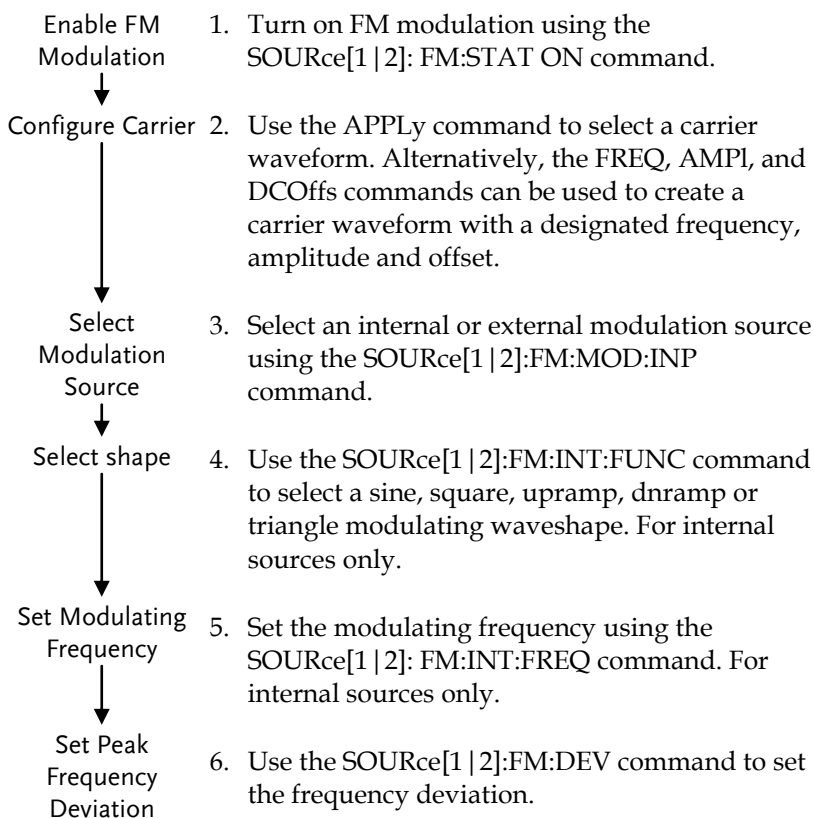 Enable FM
Modulation
1. Turn on FM modulation using the
SOURce[1|2]: FM:STAT ON command.
Configure Carrier
2. Use the APPLy command to select a carrier
waveform. Alternatively, the FREQ, AMPl, and
DCOffs commands can be used to create a
carrier waveform with a designated frequency,
amplitude and offset.
Select
Modulation
Source
3. Select an internal or external modulation source
using the SOURce[1|2]:FM:MOD:INP
command.
Select shape
4. Use the SOURce[1|2]:FM:INT:FUNC command
to select a sine, square, upramp, dnramp or
triangle modulating waveshape. For internal
sources only.
Set Modulating
Frequency
5. Set the modulating frequency using the
SOURce[1|2]: FM:INT:FREQ command. For
internal sources only.
Set Peak
Frequency
Deviation
6. Use the SOURce[1|2]:FM:DEV command to set
the frequency deviation.